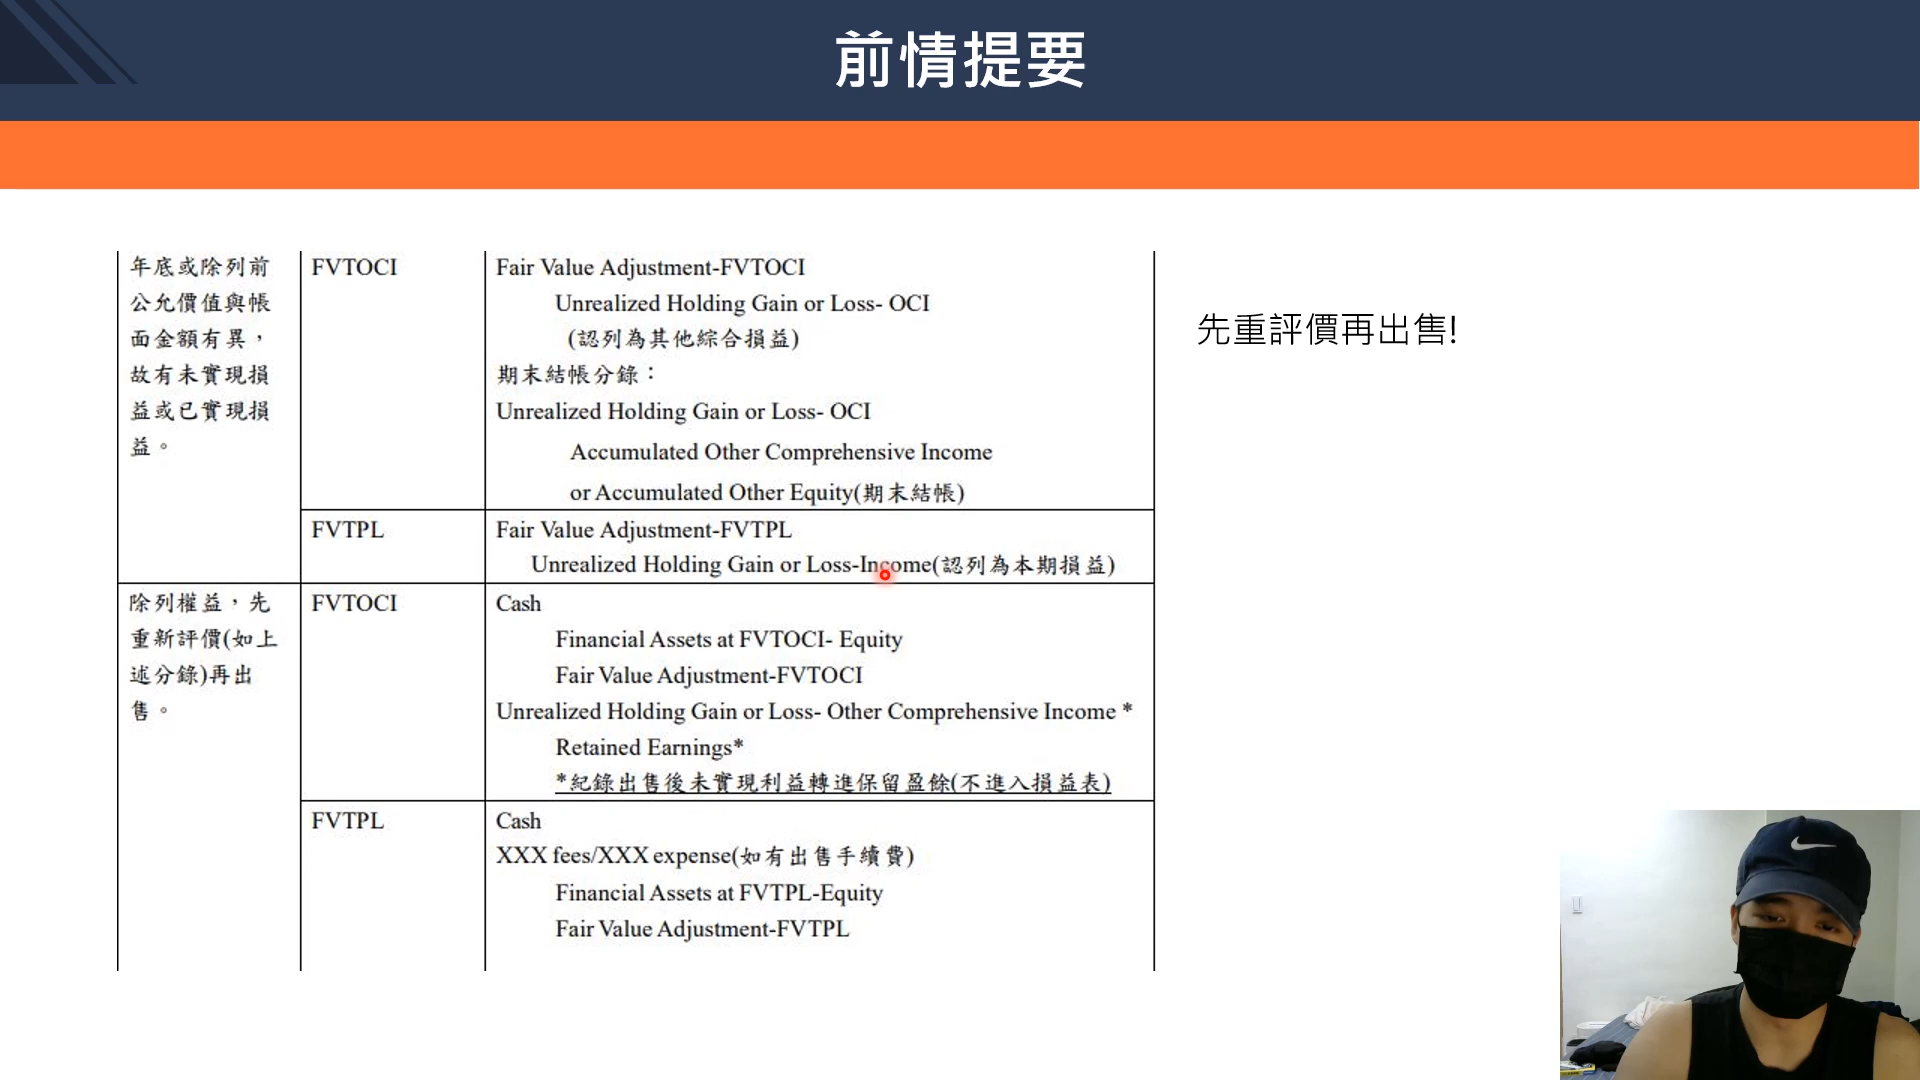 前情提要
年底或除列前
公允價值與帳
面金額有異，
故有未實現損
益或已實現損
益。
FVTOCI
Fair Value Adjustment-FVTOCI
Unrealized Holding Gain or Loss- OCI
(認列為其他綜合損益)
期末結帳分錄：
Unrealized Holding Gain or Loss- OCI
Accumulated Other Comprehensive Income
or Accumulated Other Equity(期末結帳)
FVTPL
Fair Value Adjustment-FVTPL
Unrealized Holding Gain or Loss-Income(認列為本期損益)
除列權益，先
重新評價(如上
述分錄)再出
售。
FVTOCI
Cash
Financial Assets at FVTOCI- Equity
Fair Value Adjustment-FVTOCI
Unrealized Holding Gain or Loss- Other Comprehensive Income *
Retained Earnings*
*紀錄出售後未實現利益轉進保留盈餘(不進入損益表)
FVTPL
Cash
XXX fees/XXX expense(如有出售手續費)
Financial Assets at FVTPL-Equity
Fair Value Adjustment-FVTPL
先重評價再出售!